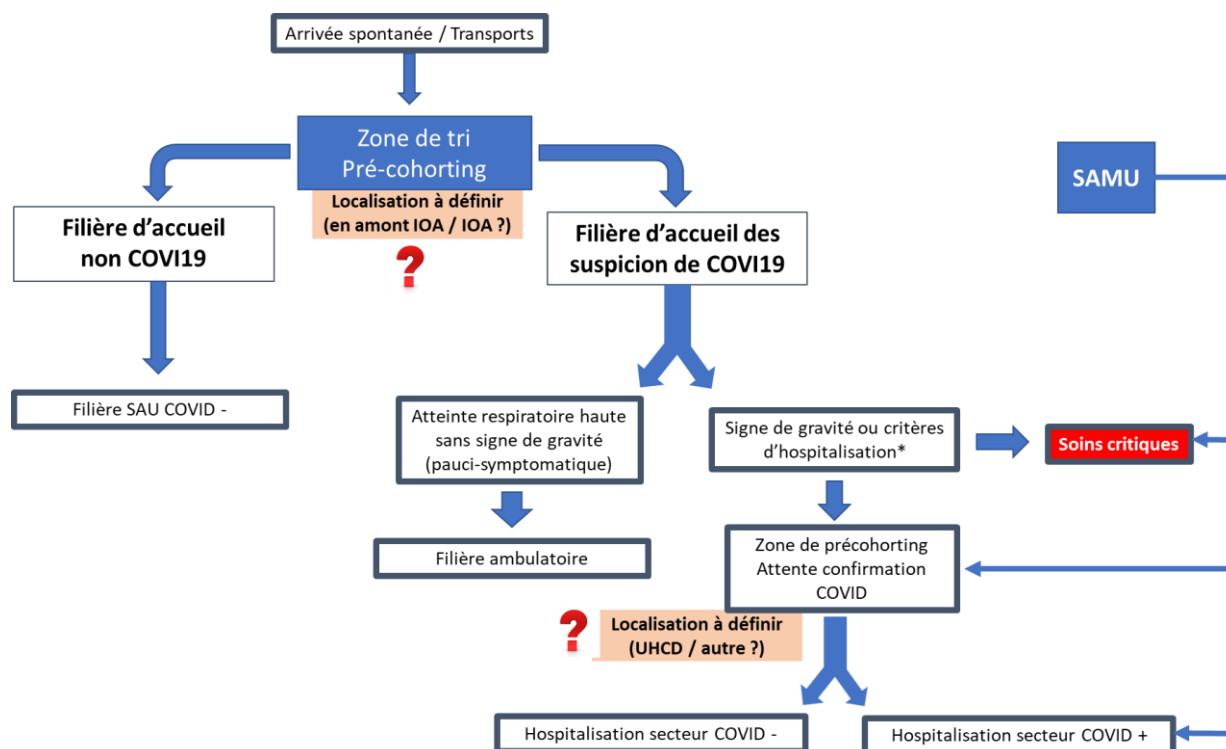 Arrivée spontanée / Transports
Zone de tri
Pré-cohorting
SAMU
Localisation à définir
(en amont IOA / IOA ?)
?
Filière d'accueil
non COVI19
Filière d'accueil des
suspicion de COVI19
Filière SAU COVID -
Atteinte respiratoire haute
sans signe de gravité
(pauci-symptomatique)
Signe de gravité ou critères
d'hospitalisation*
Soins critiques
Filière ambulatoire
Zone de précohorting
Attente confirmation
COVID
?
Localisation à définir
(UHCD / autre ?)
Hospitalisation secteur COVID -
Hospitalisation secteur COVID +